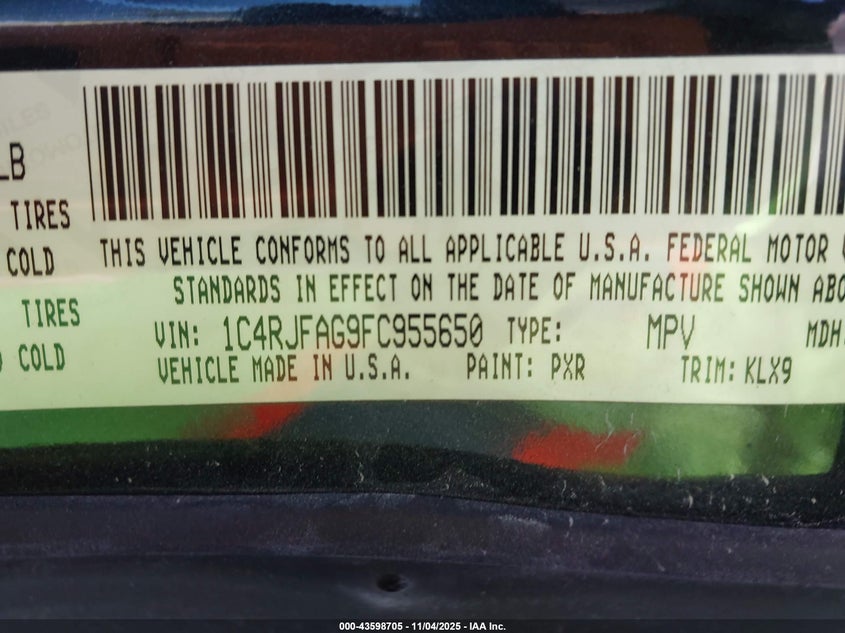 LB
TIRES
COLD
THIS VEHICLE CONFORMS TO ALL APPLICABLE U.S.A. FEDERAL MOTOR
STANDARDS IN EFFECT ON THE DATE OF MANUFACTURE SHOWN ABO
TIRES
COLD
VIN: 1C4RJFAG9FC955650 TYPE: MPV MDH:
VEHICLE MADE IN U.S.A. PAINT: PXR TRIM: KLX9
000-43598705 - 11/04/2025 - IAA Inc.